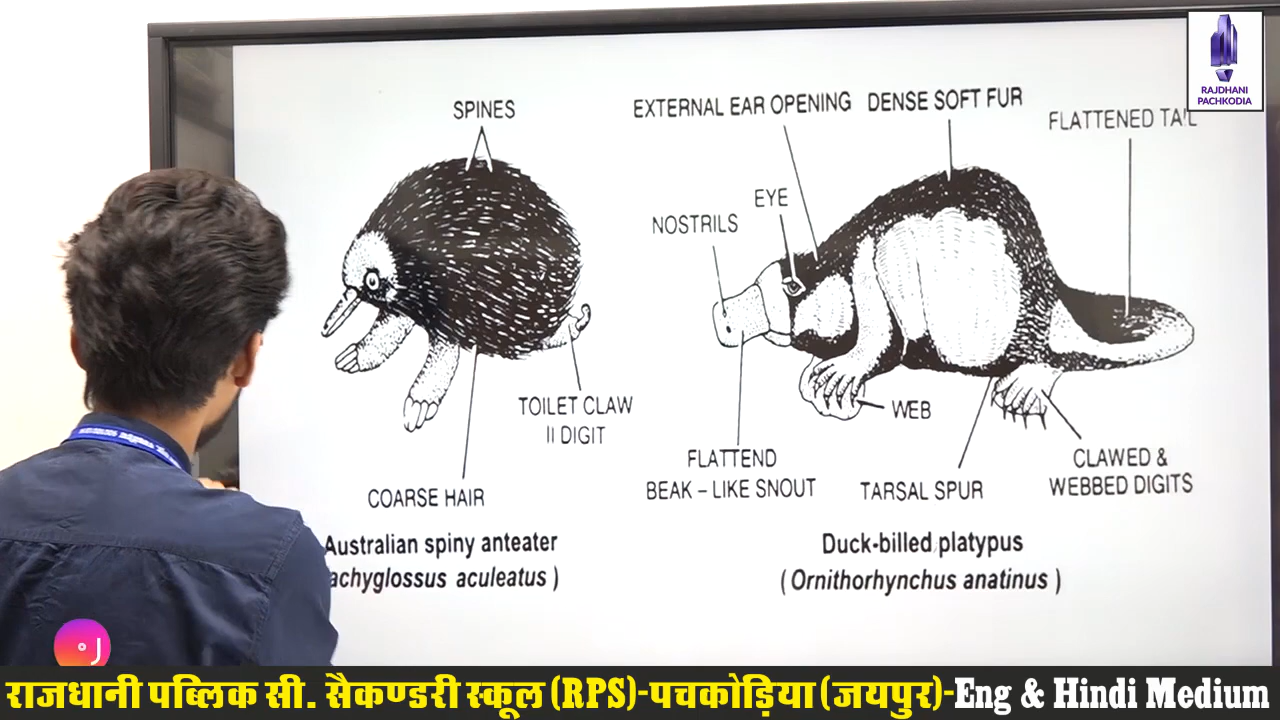 RAJDHANI
PACHKODIA
SPINES
EXTERNAL EAR OPENING
DENSE SOFT FUR
FLATTENED TAIL
EYE
NOSTRILS
TOILET CLAW
II DIGIT
WEB
FLATTEND
BEAK – LIKE SNOUT
TARSAL SPUR
CLAWED &
WEBBED DIGITS
COARSE HAIR
Australian spiny anteater
achyglossus aculeatus )
Duck-billed platypus
( Ornithorhynchus anatinus )
J
राजधानी पब्लिक सी. सैकण्डरी स्कूल (RPS)-पचकोड़िया (जयपुर)-Eng & Hindi Medium